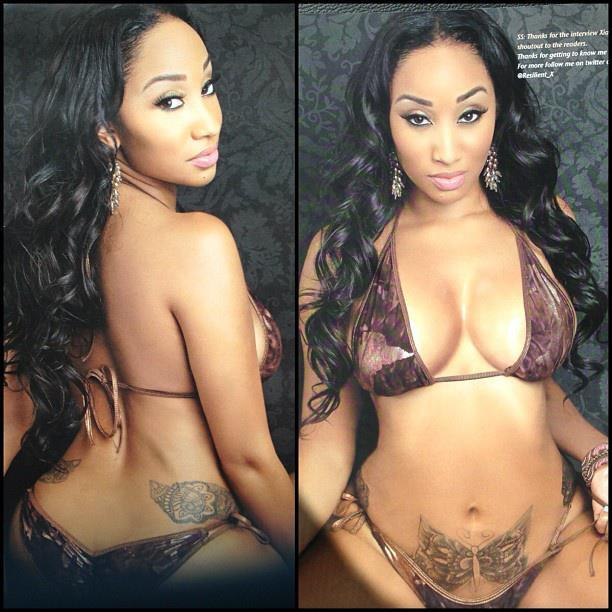 SS: Thanks for the interview
shoutout to the readers.
Thanks for getting to know me
For more follow me on twitter
@Resilient_X